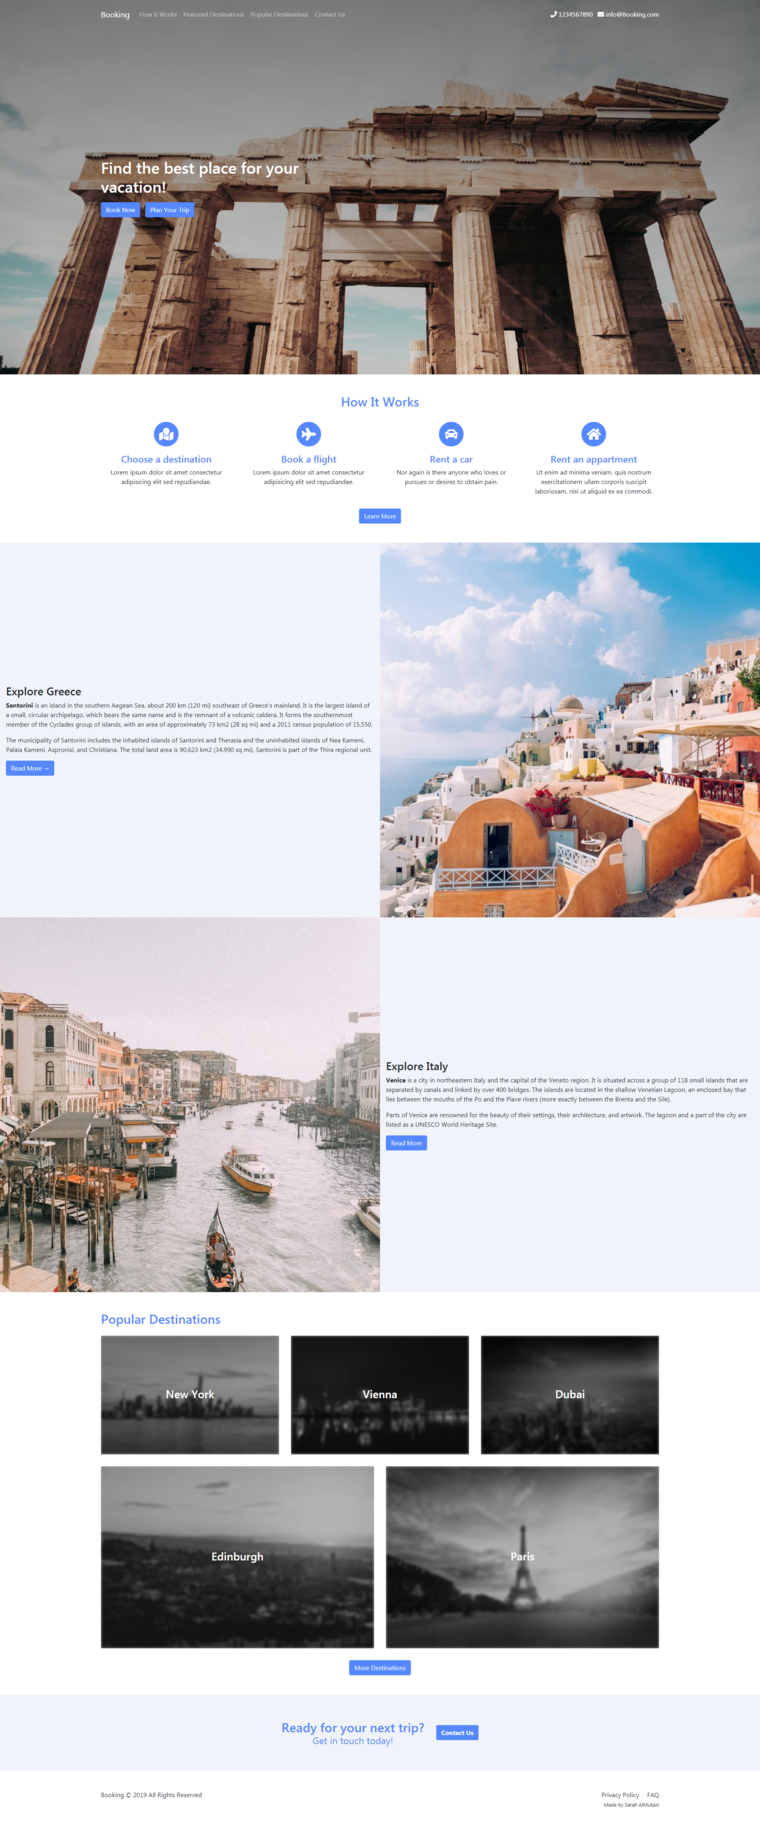 Booking How It Works Featured Destinations Popular Destinations Contact Us 1234567890 info@Booking.com
Find the best place for your
vacation!
Book Now Plan Your Trip
How It Works
Choose a destination
Lorem ipsum dolor sit amet consectetur
adipisicing elit sed repudiandae.
Book a flight
Lorem ipsum dolor sit amet consectetur
adipisicing elit sed repudiandae.
Rent a car
Nor again is there anyone who loves or
pursues or desires to obtain pain.
Rent an appartment
Ut enim ad minima veniam, quis nostrum
exercitationem ullam corporis suscipit
laboriosam, nisi ut aliquid ex ea commodi.
Learn More
Explore Greece
Santorini is an island in the southern Aegean Sea, about 200 km (120 mi) southeast of Greece's mainland. It is the largest island of
a small, circular archipelago, which bears the same name and is the remnant of a volcanic caldera. It forms the southernmost
member of the Cyclades group of islands, with an area of approximately 73 km2 (28 sq mi) and a 2011 census population of 15,550.
The municipality of Santorini includes the inhabited islands of Santorini and Therasia and the uninhabited islands of Nea Kameni,
Palaia Kameni, Aspronisi, and Christiana. The total land area is 90.623 km2 (34.990 sq mi). Santorini is part of the Thira regional unit.
Read More →
Explore Italy
Venice is a city in northeastern Italy and the capital of the Veneto region. It is situated across a group of 118 small islands that are
separated by canals and linked by over 400 bridges. The islands are located in the shallow Venetian Lagoon, an enclosed bay that
lies between the mouths of the Po and the Piave rivers (more exactly between the Brenta and the Sile).
Parts of Venice are renowned for the beauty of their settings, their architecture, and artwork. The lagoon and a part of the city are
listed as a UNESCO World Heritage Site.
Read More
Popular Destinations
New York
Vienna
Dubai
Edinburgh
Paris
More Destinations
Ready for your next trip?
Get in touch today!
Contact Us
Booking © 2019 All Rights Reserved
Privacy Policy FAQ
Made by Sarah AlMutairi